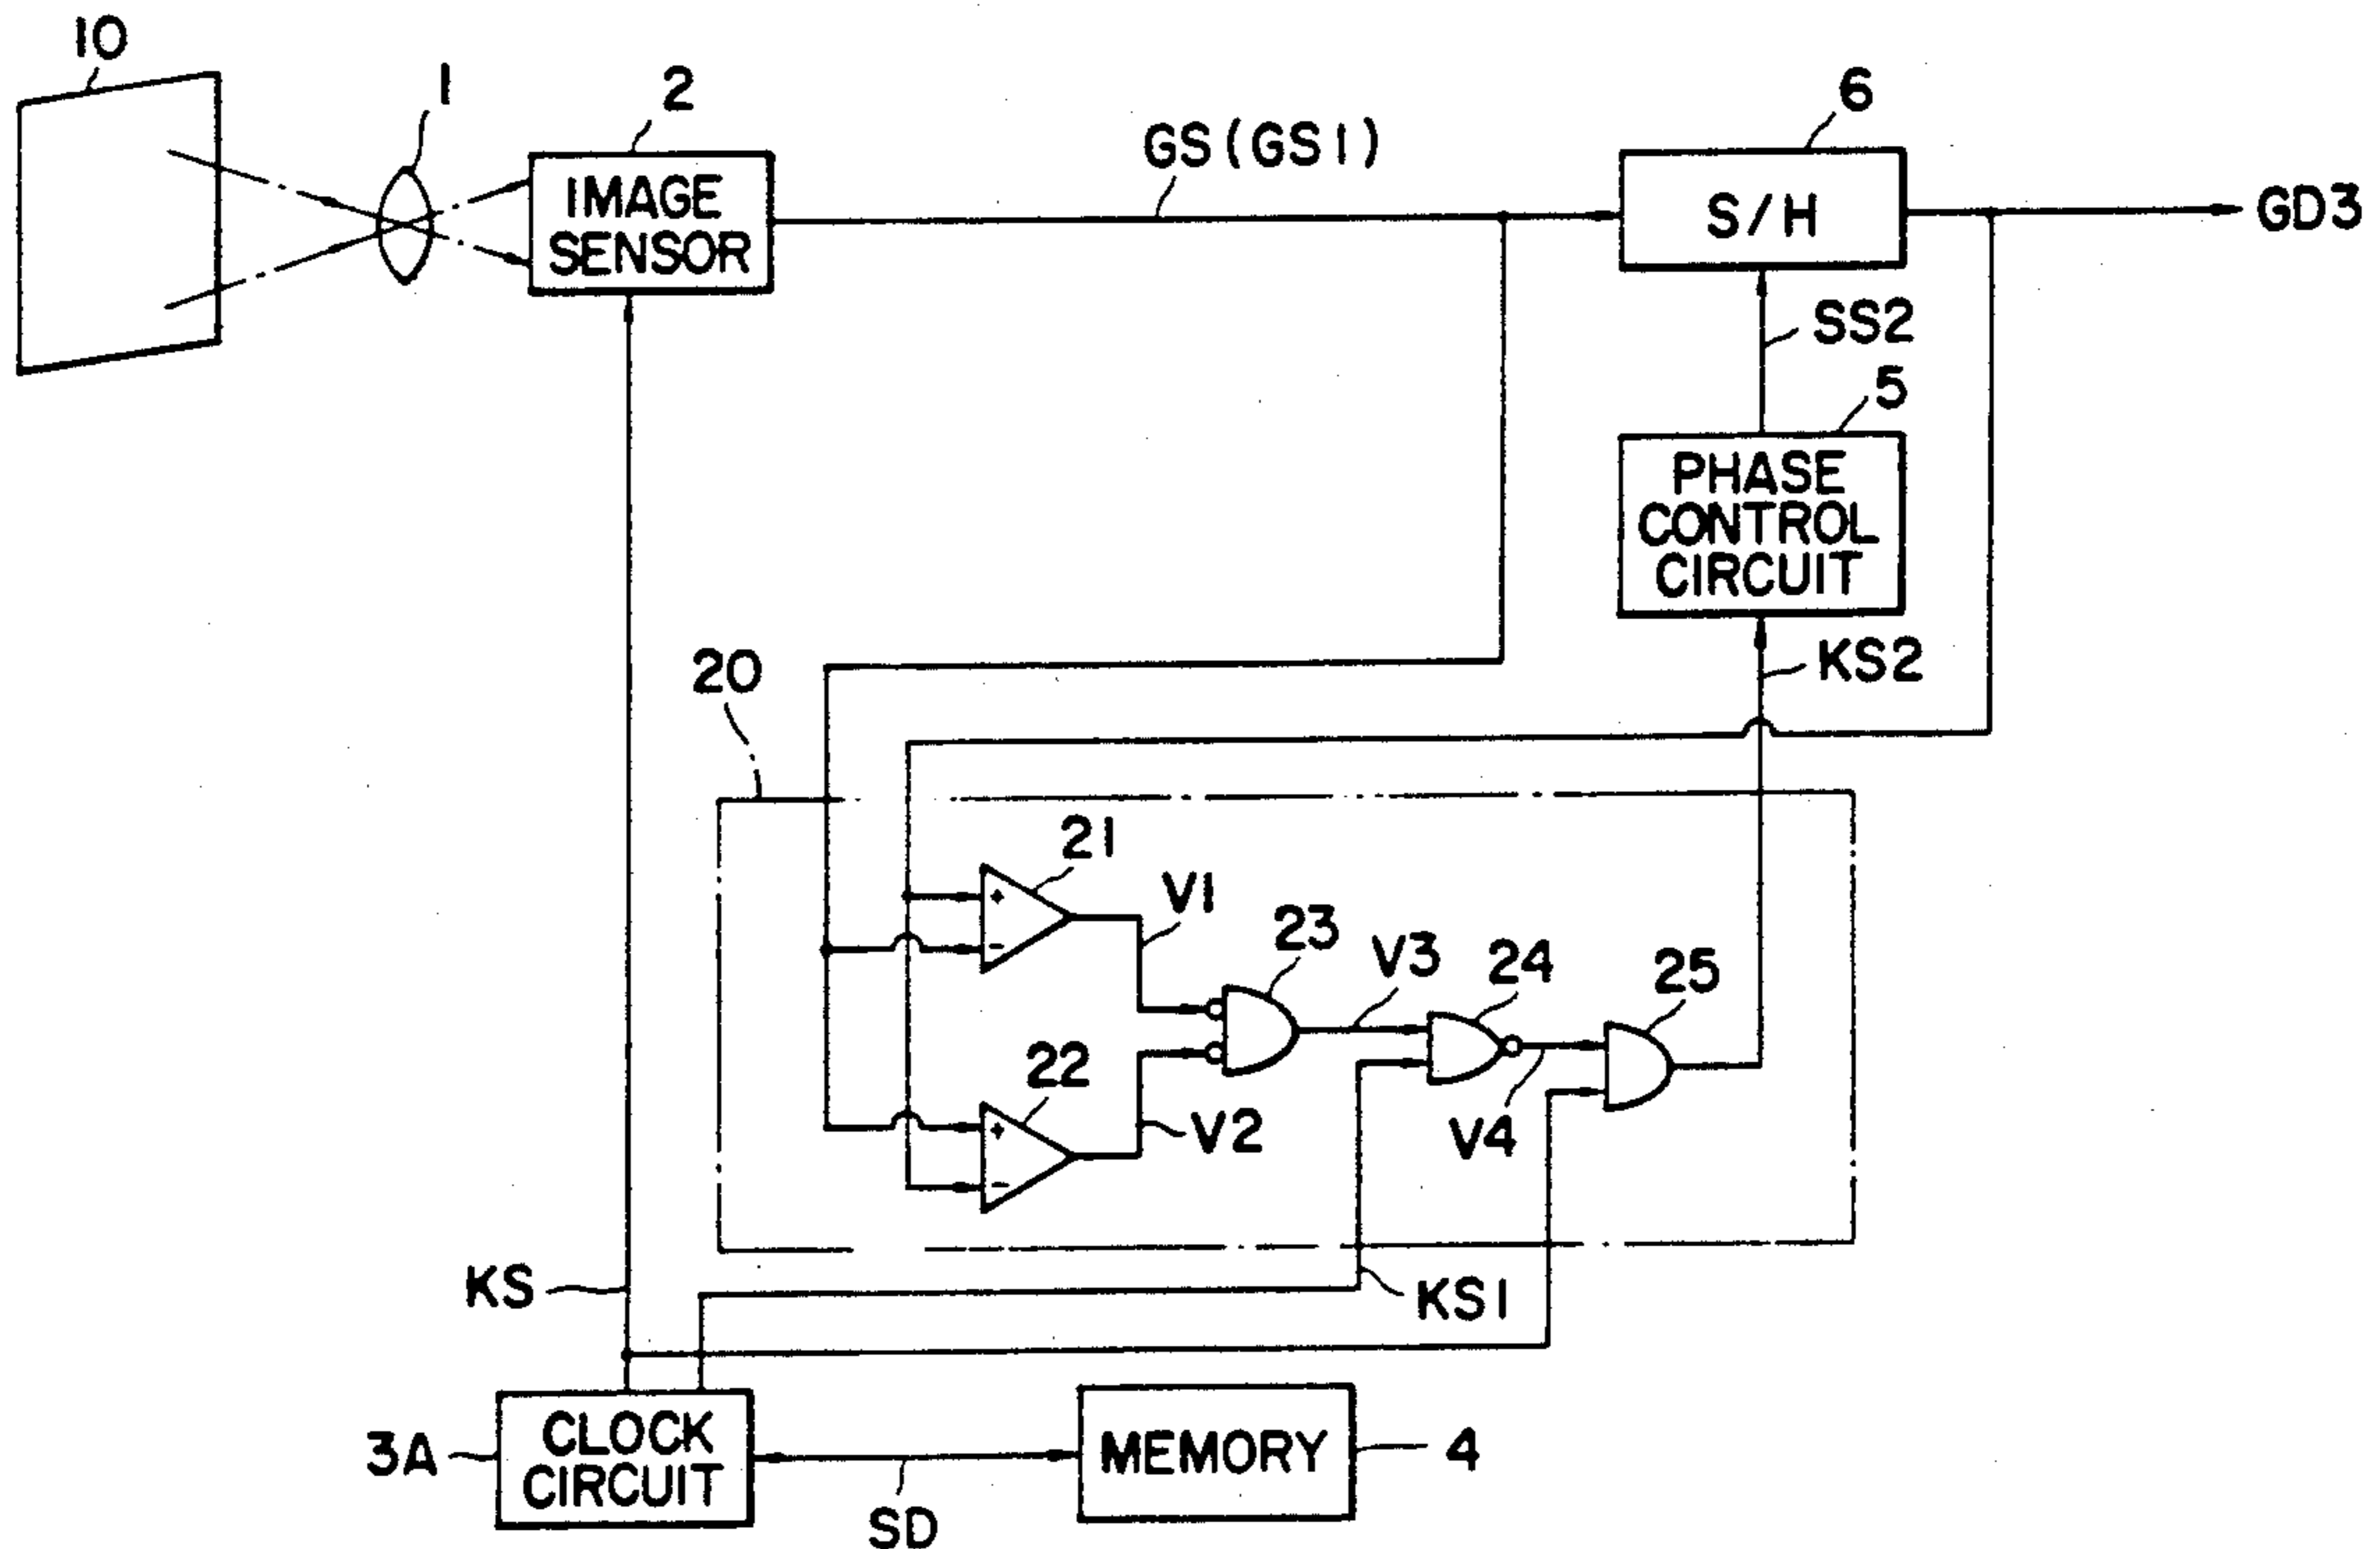 10
1
2
6
GS(GS1)
IMAGE
SENSOR
S/H
GD3
SS2
5
PHASE
CONTROL
CIRCUIT
20
KS2
21
+
-
V1
23
V3
24
25
22
+
-
V2
V4
KS
KS1
3A
CLOCK
CIRCUIT
MEMORY
4
SD